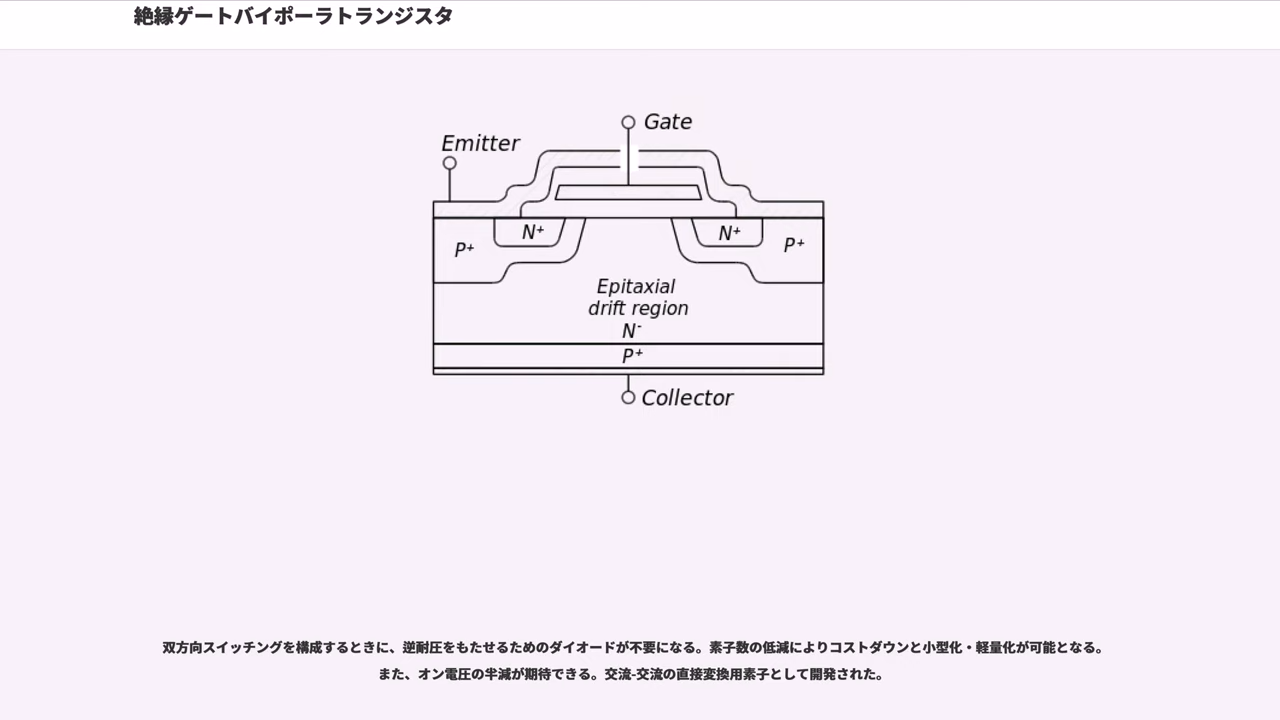 絶縁ゲートバイポーラトランジスタ
Gate
Emitter
N⁺
N⁺
P⁺
P⁺
Epitaxial
drift region
N⁻
P⁺
Collector
双方向スイッチングを構成するときに、逆耐圧をもたせるためのダイオードが不要になる。素子数の低減によりコストダウンと小型化・軽量化が可能となる。
また、オン電圧の半減が期待できる。交流-交流の直接変換用素子として開発された。